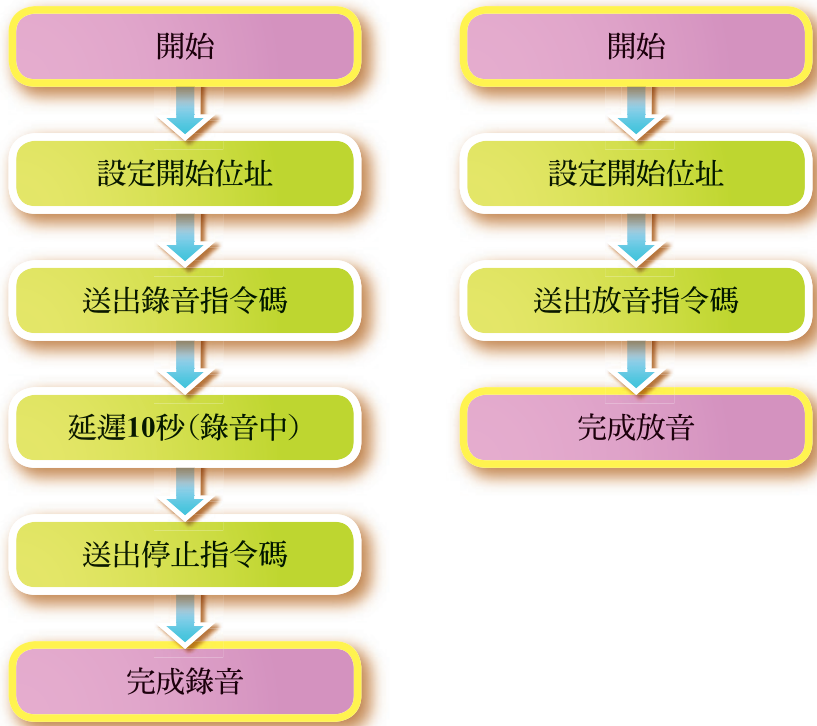 開始
設定開始位址
送出錄音指令碼
延遲10秒(錄音中)
送出停止指令碼
完成錄音
開始
設定開始位址
送出放音指令碼
完成放音